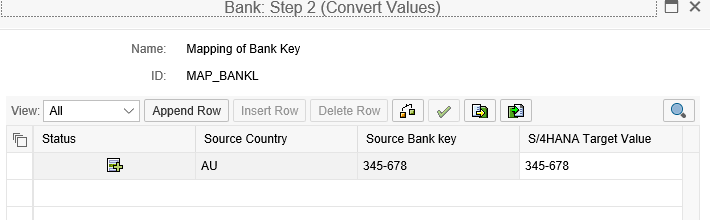 Bank: Step 2 (Convert Values)
Name: Mapping of Bank Key
ID: MAP_BANKL
View: All Append Row Insert Row Delete Row
Status Source Country Source Bank key S/4HANA Target Value
AU 345-678 345-678